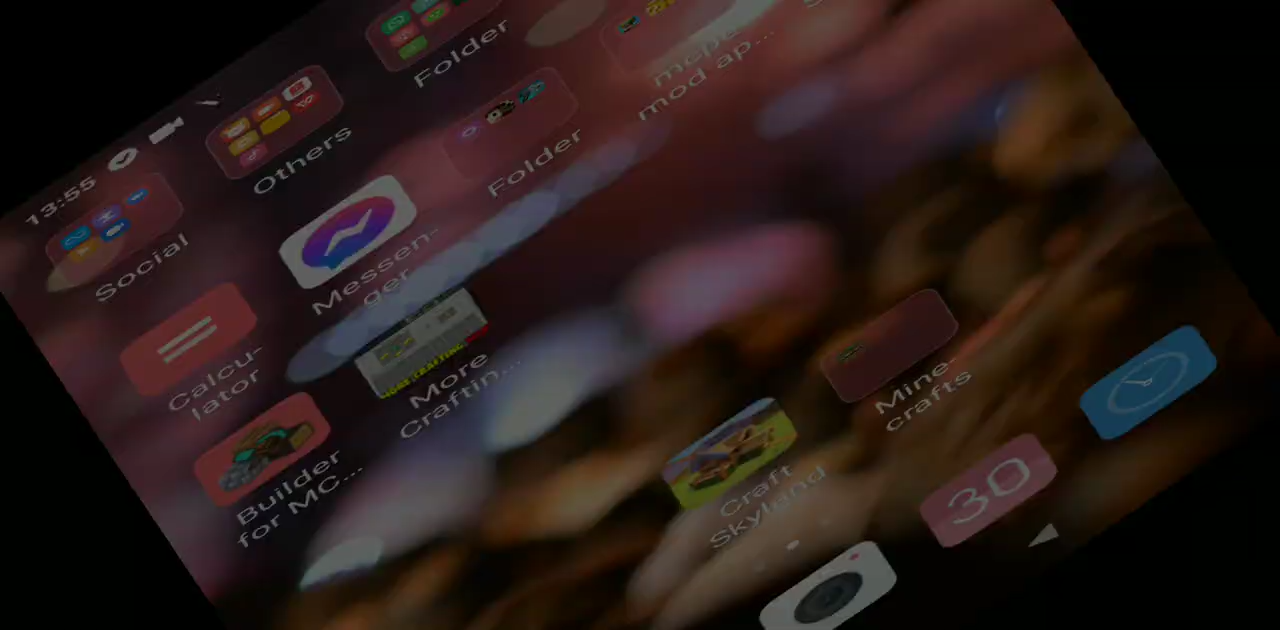 13:55
Social
Others
Folder
Calcu-
lator
Messen-
ger
Folder
mcpe
mod ap...
Builder
for MC...
More
craftin...
Craft
Skyland
Mine-
crafts
30